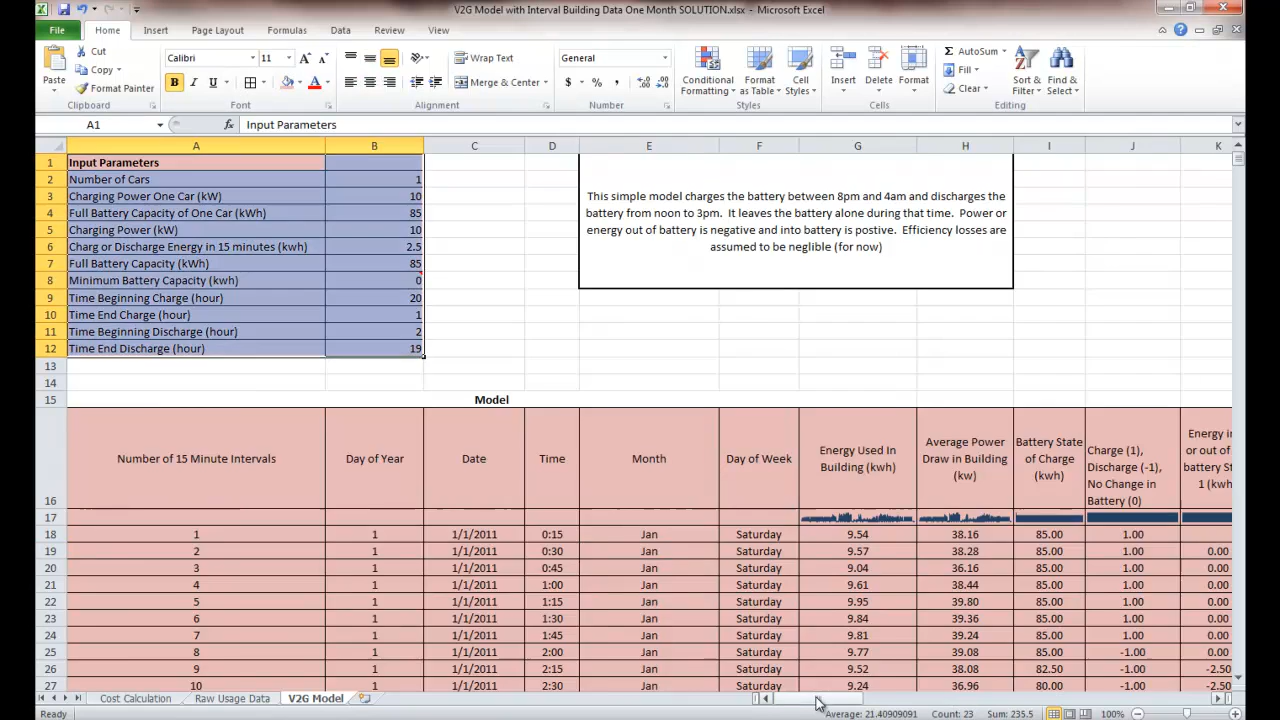 V2G Model with Interval Building Data One Month SOLUTION.xlsx - Microsoft Excel
File Home Insert Page Layout Formulas Data Review View
Paste Cut Copy Format Painter Clipboard
Calibri 11 B I U A Font
Wrap Text Merge & Center Alignment
General $ % , Number
Conditional Formatting Format as Table Cell Styles Styles
Insert Delete Format Cells
AutoSum Fill Clear Sort & Filter Find & Select Editing
A1 fx Input Parameters
A B C D E F G H I J K
1 Input Parameters
2 Number of Cars 1
3 Charging Power One Car (kW) 10
4 Full Battery Capacity of One Car (kWh) 85
5 Charging Power (kW) 10
6 Charg or Discharge Energy in 15 minutes (kwh) 2.5
7 Full Battery Capacity (kWh) 85
8 Minimum Battery Capacity (kwh) 0
9 Time Beginning Charge (hour) 20
10 Time End Charge (hour) 1
11 Time Beginning Discharge (hour) 2
12 Time End Discharge (hour) 19
This simple model charges the battery between 8pm and 4am and discharges the
battery from noon to 3pm. It leaves the battery alone during that time. Power or
energy out of battery is negative and into battery is postive. Efficiency losses are
assumed to be neglible (for now)
13
14
15 Model
16 Number of 15 Minute Intervals Day of Year Date Time Month Day of Week Energy Used In Building (kwh) Average Power Draw in Building (kw) Battery State of Charge (kwh) Charge (1), Discharge (-1), No Change in Battery (0) Energy in or out of battery St 1 (kwh
17
18 1 1 1/1/2011 0:15 Jan Saturday 9.54 38.16 85.00 1.00
19 2 1 1/1/2011 0:30 Jan Saturday 9.57 38.28 85.00 1.00 0.00
20 3 1 1/1/2011 0:45 Jan Saturday 9.04 36.16 85.00 1.00 0.00
21 4 1 1/1/2011 1:00 Jan Saturday 9.61 38.44 85.00 1.00 0.00
22 5 1 1/1/2011 1:15 Jan Saturday 9.95 39.80 85.00 1.00 0.00
23 6 1 1/1/2011 1:30 Jan Saturday 9.84 39.36 85.00 1.00 0.00
24 7 1 1/1/2011 1:45 Jan Saturday 9.81 39.24 85.00 1.00 0.00
25 8 1 1/1/2011 2:00 Jan Saturday 9.77 39.08 85.00 -1.00 0.00
26 9 1 1/1/2011 2:15 Jan Saturday 9.52 38.08 82.50 -1.00 -2.50
27 10 1 1/1/2011 2:30 Jan Saturday 9.24 36.96 80.00 -1.00 -2.50
Cost Calculation Raw Usage Data V2G Model
Ready Average: 21.40909091 Count: 23 Sum: 235.5 100%